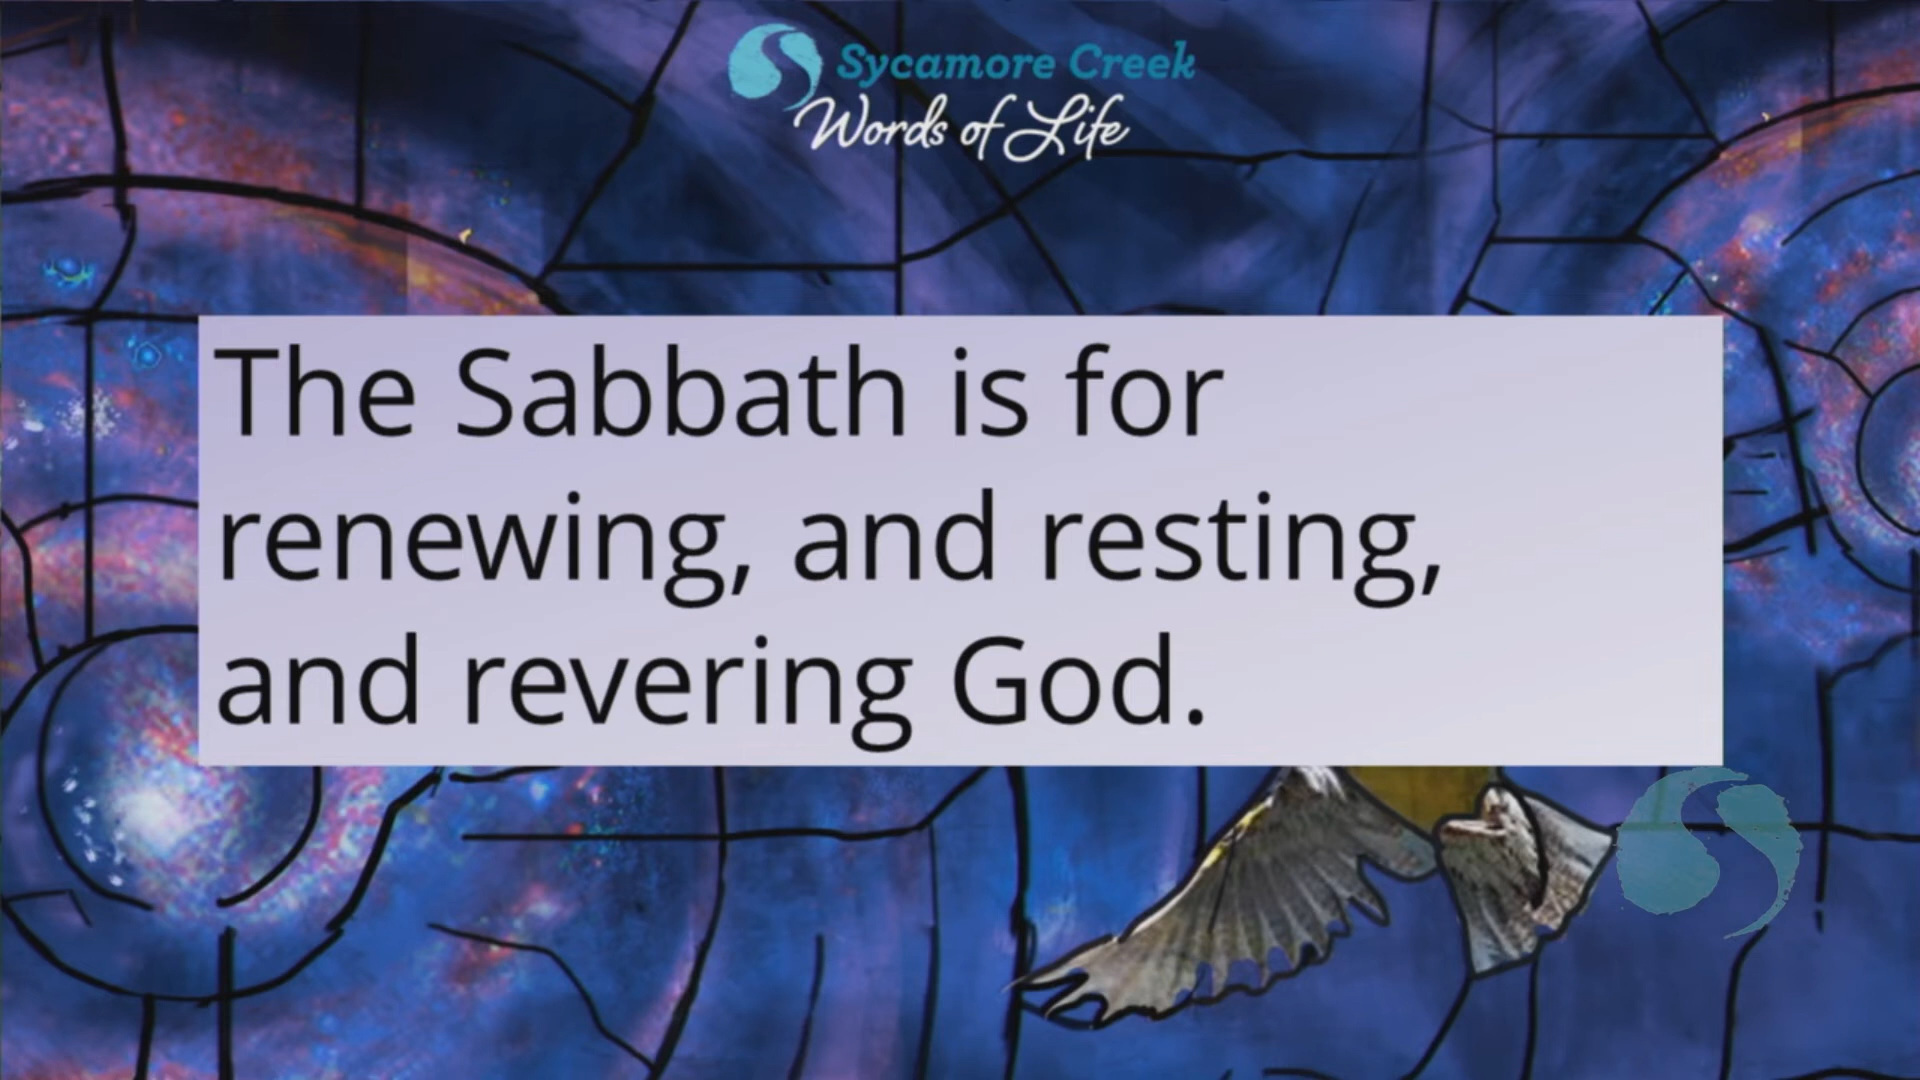 Sycamore Creek
Words of Life
The Sabbath is for
renewing, and resting,
and revering God.